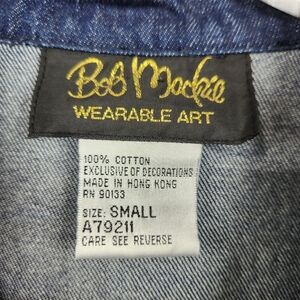 Bob Mackie
WEARABLE ART
100% COTTON
EXCLUSIVE OF DECORATIONS
MADE IN HONG KONG
RN 90133
SIZE: SMALL
A79211
CARE SEE REVERSE